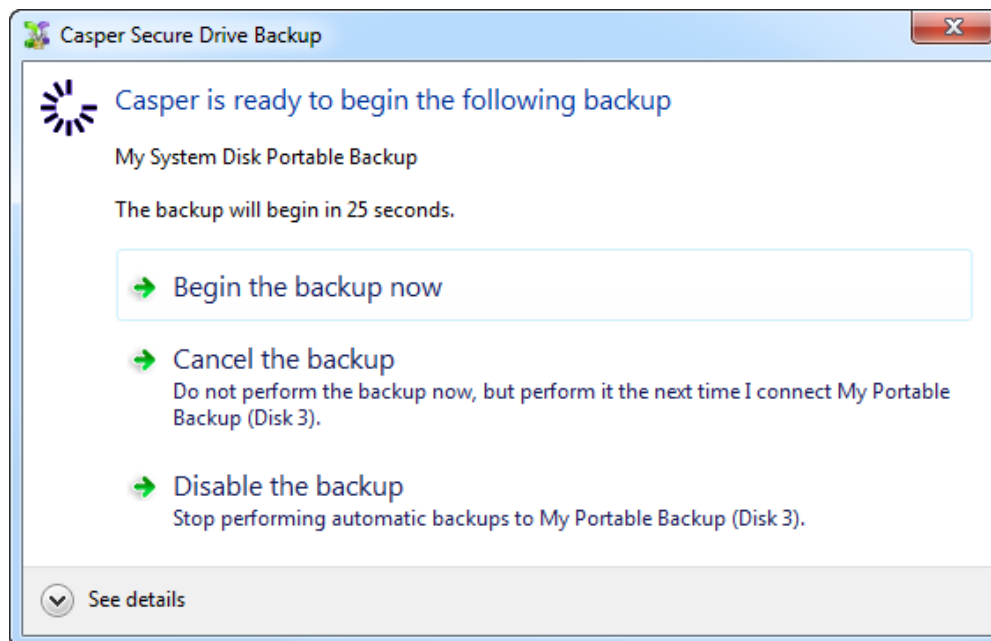 Casper Secure Drive Backup
Casper is ready to begin the following backup
My System Disk Portable Backup
The backup will begin in 25 seconds.
Begin the backup now
Cancel the backup
Do not perform the backup now, but perform it the next time I connect My Portable
Backup (Disk 3).
Disable the backup
Stop performing automatic backups to My Portable Backup (Disk 3).
See details